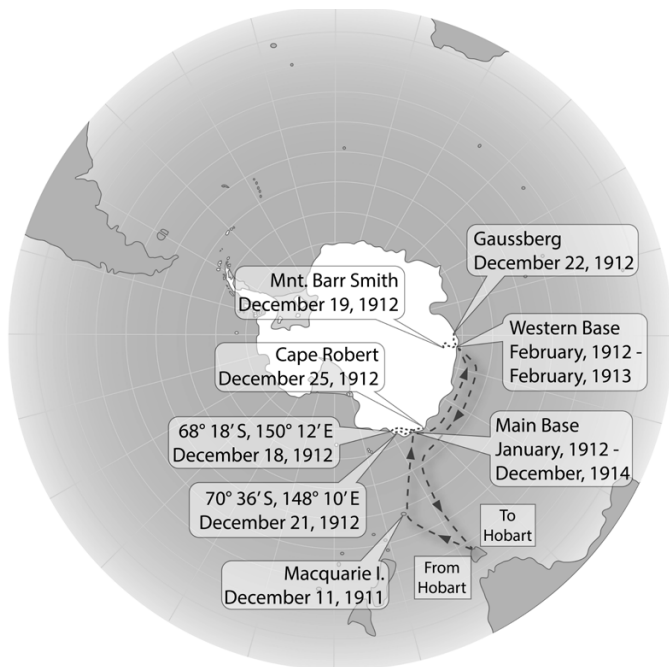 Gaussberg
December 22, 1912
Mnt. Barr Smith
December 19, 1912
Western Base
February, 1912 -
February, 1913
Cape Robert
December 25, 1912
Main Base
January, 1912 -
December, 1914
68° 18′ S, 150° 12′ E
December 18, 1912
70° 36′ S, 148° 10′ E
December 21, 1912
To
Hobart
From
Hobart
Macquarie I.
December 11, 1911